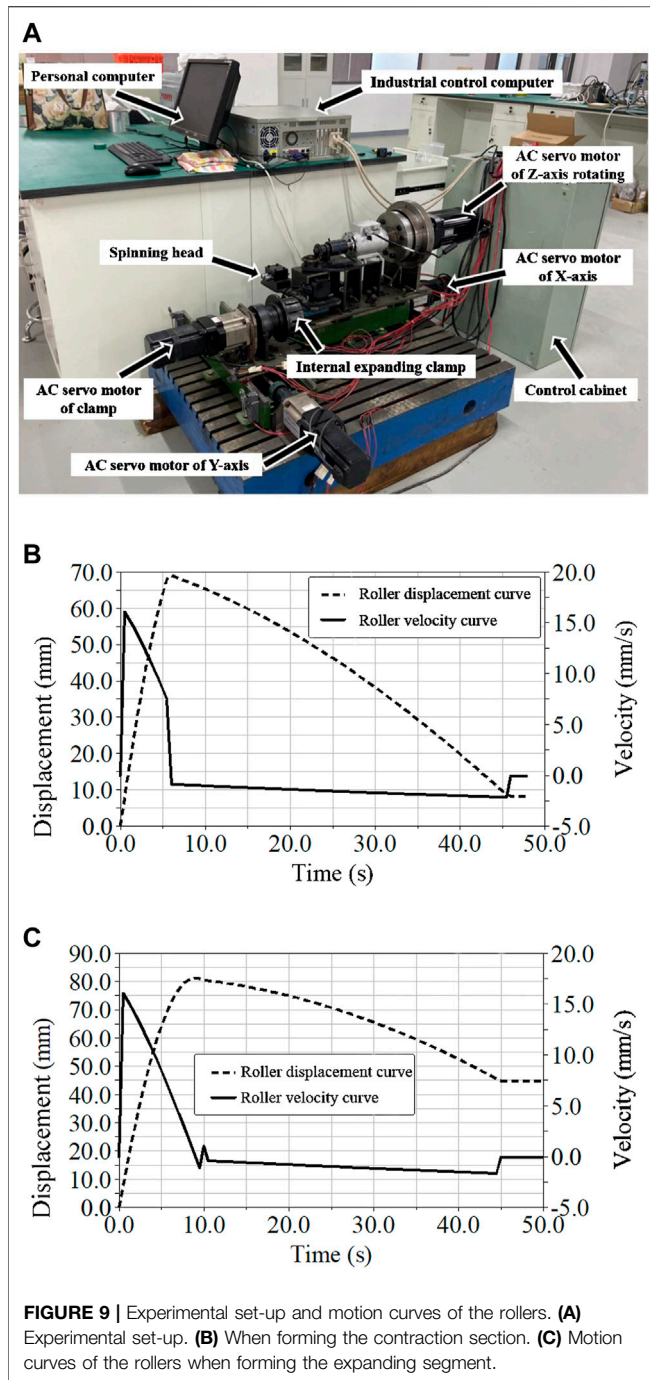 A
Personal computer
Industrial control computer
AC servo motor
of Z-axis rotating
Spinning head
AC servo motor
of X-axis
Internal expanding clamp
AC servo motor
of clamp
Control cabinet
AC servo motor of Y-axis
B
70.0
60.0
50.0
40.0
30.0
20.0
10.0
0.0
Displacement (mm)
Roller displacement curve
Roller velocity curve
20.0
15.0
10.0
5.0
0.0
-5.0
Velocity (mm/s)
0.0 10.0 20.0 30.0 40.0 50.0
Time (s)
C
90.0
80.0
70.0
60.0
50.0
40.0
30.0
20.0
10.0
0.0
Displacement (mm)
Roller displacement curve
Roller velocity curve
20.0
15.0
10.0
5.0
0.0
-5.0
Velocity (mm/s)
0.0 10.0 20.0 30.0 40.0 50.0
Time (s)
FIGURE 9 | Experimental set-up and motion curves of the rollers. (A)
Experimental set-up. (B) When forming the contraction section. (C) Motion
curves of the rollers when forming the expanding segment.